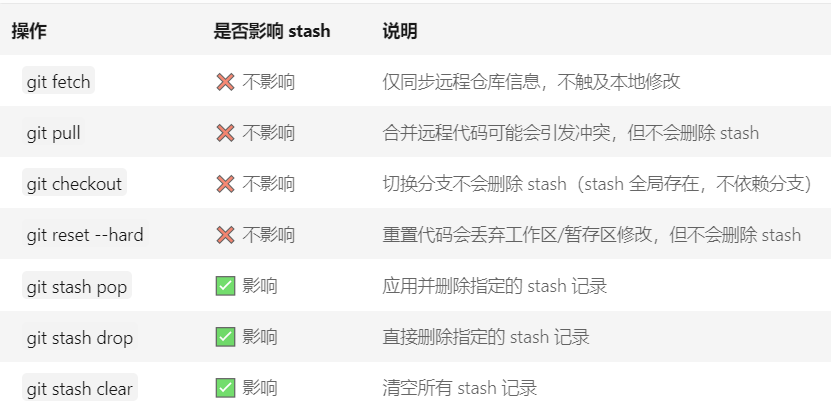 操作 是否影响 stash 说明
git fetch ❌ 不影响 仅同步远程仓库信息，不触及本地修改
git pull ❌ 不影响 合并远程代码可能会引发冲突，但不会删除 stash
git checkout ❌ 不影响 切换分支不会删除 stash（stash 全局存在，不依赖分支）
git reset --hard ❌ 不影响 重置代码会丢弃工作区/暂存区修改，但不会删除 stash
git stash pop ✅ 影响 应用并删除指定的 stash 记录
git stash drop ✅ 影响 直接删除指定的 stash 记录
git stash clear ✅ 影响 清空所有 stash 记录